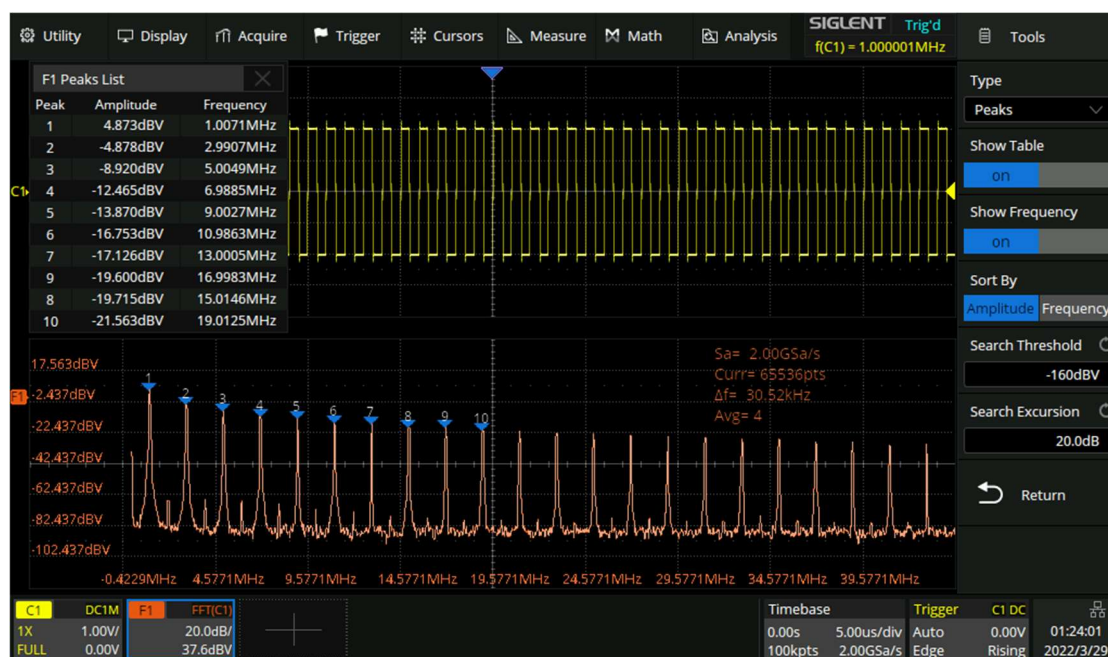 Utility Display Acquire Trigger Cursors Measure Math Analysis
SIGLENT Trig'd
f(C1) = 1.000001MHz
Tools
F1 Peaks List
Peak Amplitude Frequency
1 4.873dBV 1.0071MHz
2 -4.878dBV 2.9907MHz
3 -8.920dBV 5.0049MHz
4 -12.465dBV 6.9885MHz
5 -13.870dBV 9.0027MHz
6 -16.753dBV 10.9863MHz
7 -17.126dBV 13.0005MHz
9 -19.600dBV 16.9983MHz
8 -19.715dBV 15.0146MHz
10 -21.563dBV 19.0125MHz
C1
Type
Peaks
Show Table
on
Show Frequency
on
Sort By
Amplitude Frequency
Search Threshold
-160dBV
Search Excursion
20.0dB
Return
Sa= 2.00GSa/s
Curr= 65536pts
Δf= 30.52kHz
Avg= 4
17.563dBV
F1 -2.437dBV
-22.437dBV
-42.437dBV
-62.437dBV
-82.437dBV
-102.437dBV
1 2 3 4 5 6 7 8 9 10
-0.4229MHz 4.5771MHz 9.5771MHz 14.5771MHz 19.5771MHz 24.5771MHz 29.5771MHz 34.5771MHz 39.5771MHz
C1 DC1M
1X 1.00V/
FULL 0.00V
F1 FFT(C1)
20.0dB/
37.6dBV
Timebase
0.00s 5.00us/div
100kpts 2.00GSa/s
Trigger C1 DC
Auto 0.00V
Edge Rising
01:24:01
2022/3/29